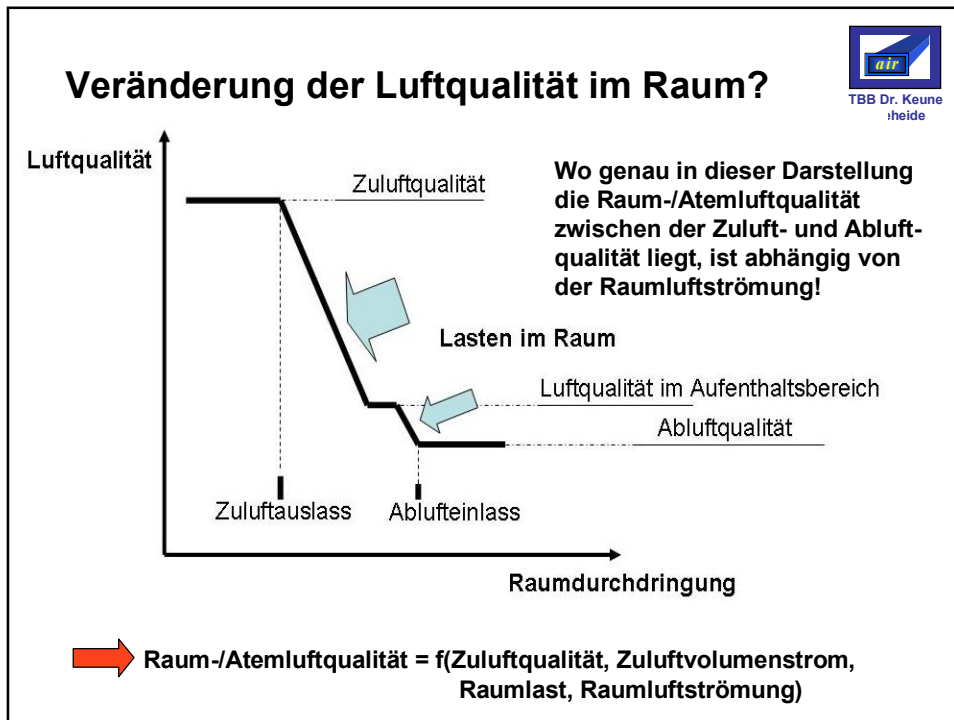 Veränderung der Luftqualität im Raum?
air
TBB Dr. Keune
Luftqualität
Zuluftqualität
Wo genau in dieser Darstellung
die Raum-/Atemluftqualität
zwischen der Zuluft- und Abluft-
qualität liegt, ist abhängig von
der Raumluftströmung!
Lasten im Raum
Luftqualität im Aufenthaltsbereich
Abluftqualität
Zuluftauslass
Ablufteinlass
Raumdurchdringung
Raum-/Atemluftqualität = f(Zuluftqualität, Zuluftvolumenstrom,
Raumlast, Raumluftströmung)